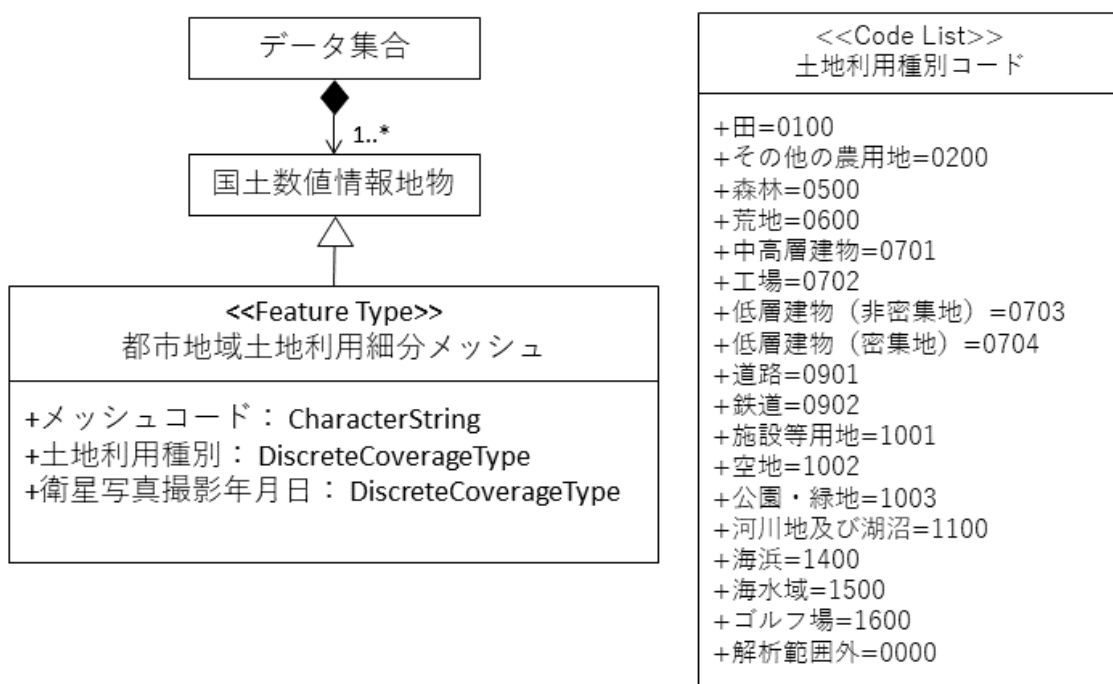 データ集合
1..*
国土数値情報地物
<<Feature Type>>
都市地域土地利用細分メッシュ
+メッシュコード： CharacterString
+土地利用種別： DiscreteCoverageType
+衛星写真撮影年月日： DiscreteCoverageType
<<Code List>>
土地利用種別コード
+田=0100
+その他の農用地=0200
+森林=0500
+荒地=0600
+中高層建物=0701
+工場=0702
+低層建物（非密集地）=0703
+低層建物（密集地）=0704
+道路=0901
+鉄道=0902
+施設等用地=1001
+空地=1002
+公園・緑地=1003
+河川地及び湖沼=1100
+海浜=1400
+海水域=1500
+ゴルフ場=1600
+解析範囲外=0000